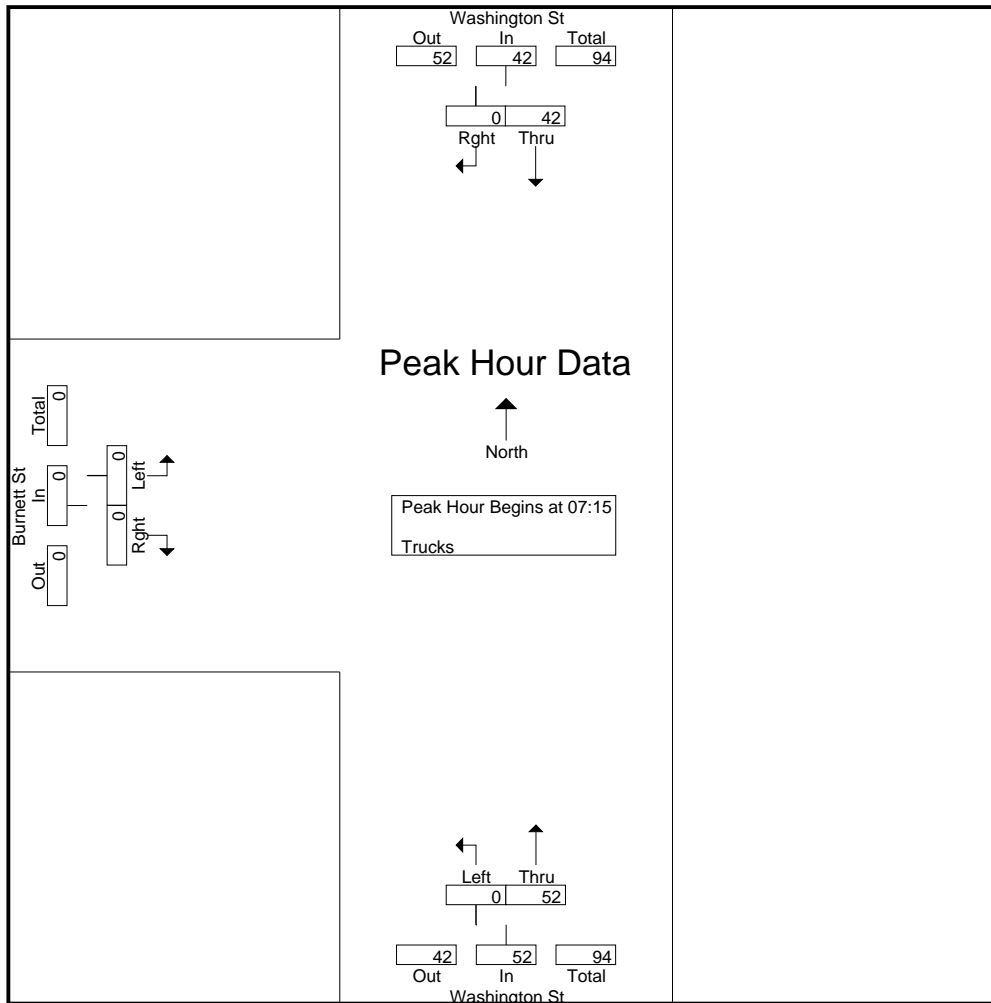 Washington St
Out In Total
52 42 94
0 42
Rght Thru
Peak Hour Data
North
Peak Hour Begins at 07:15
Trucks
Burnett St
Out In Total
0 0 0
Rght Left
0 0
Left Thru
0 52
42 52 94
Out In Total
Washington St